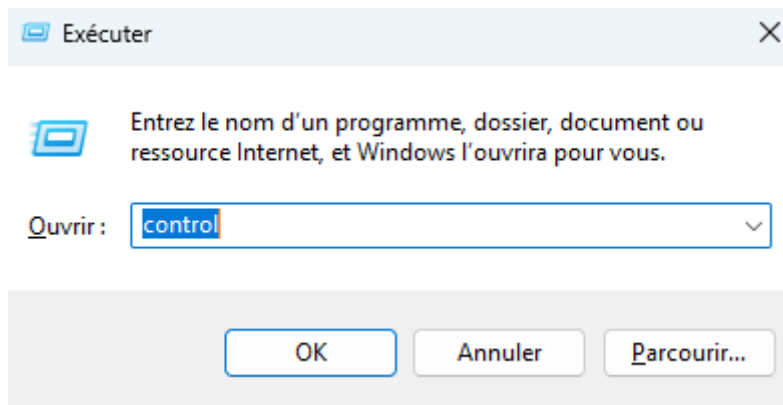 Exécuter
Entrez le nom d’un programme, dossier, document ou
ressource Internet, et Windows l’ouvrira pour vous.
Ouvrir :
control
OK
Annuler
Parcourir...